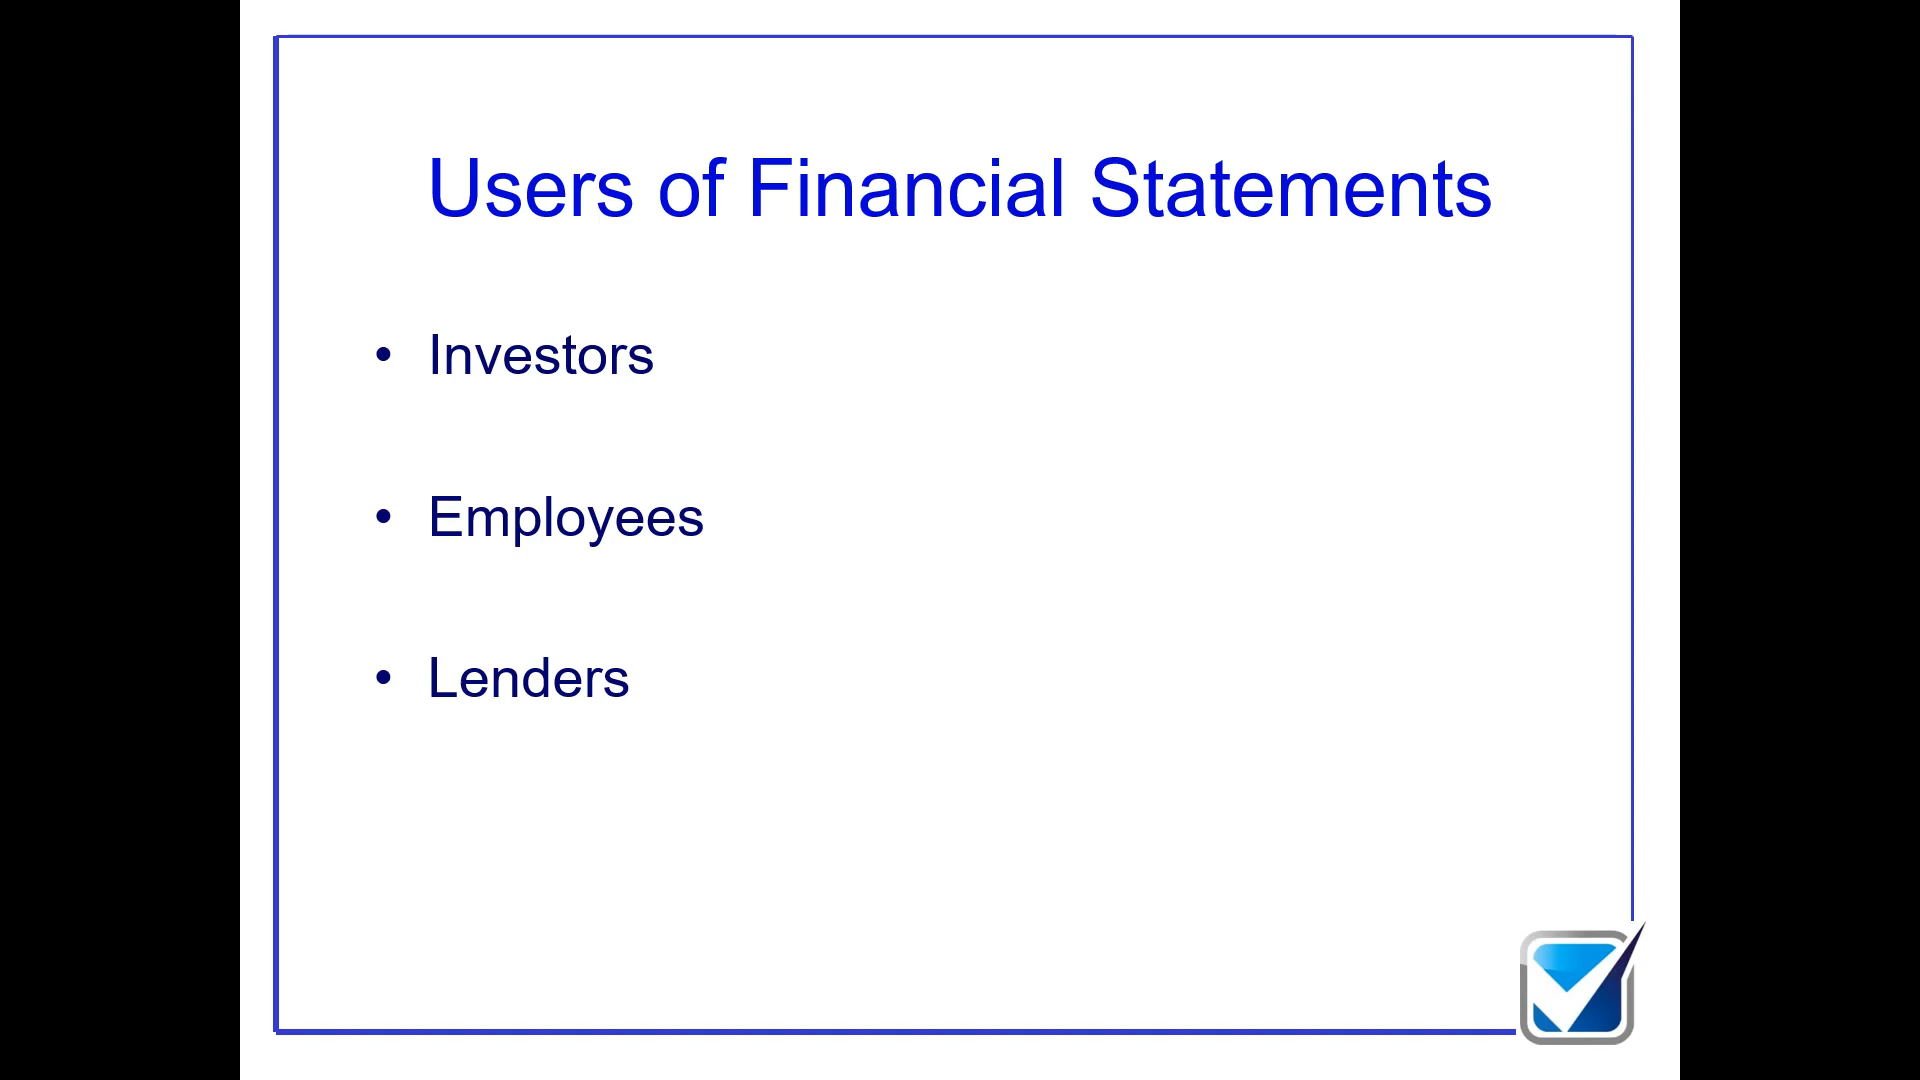 Users of Financial Statements
• Investors
• Employees
• Lenders